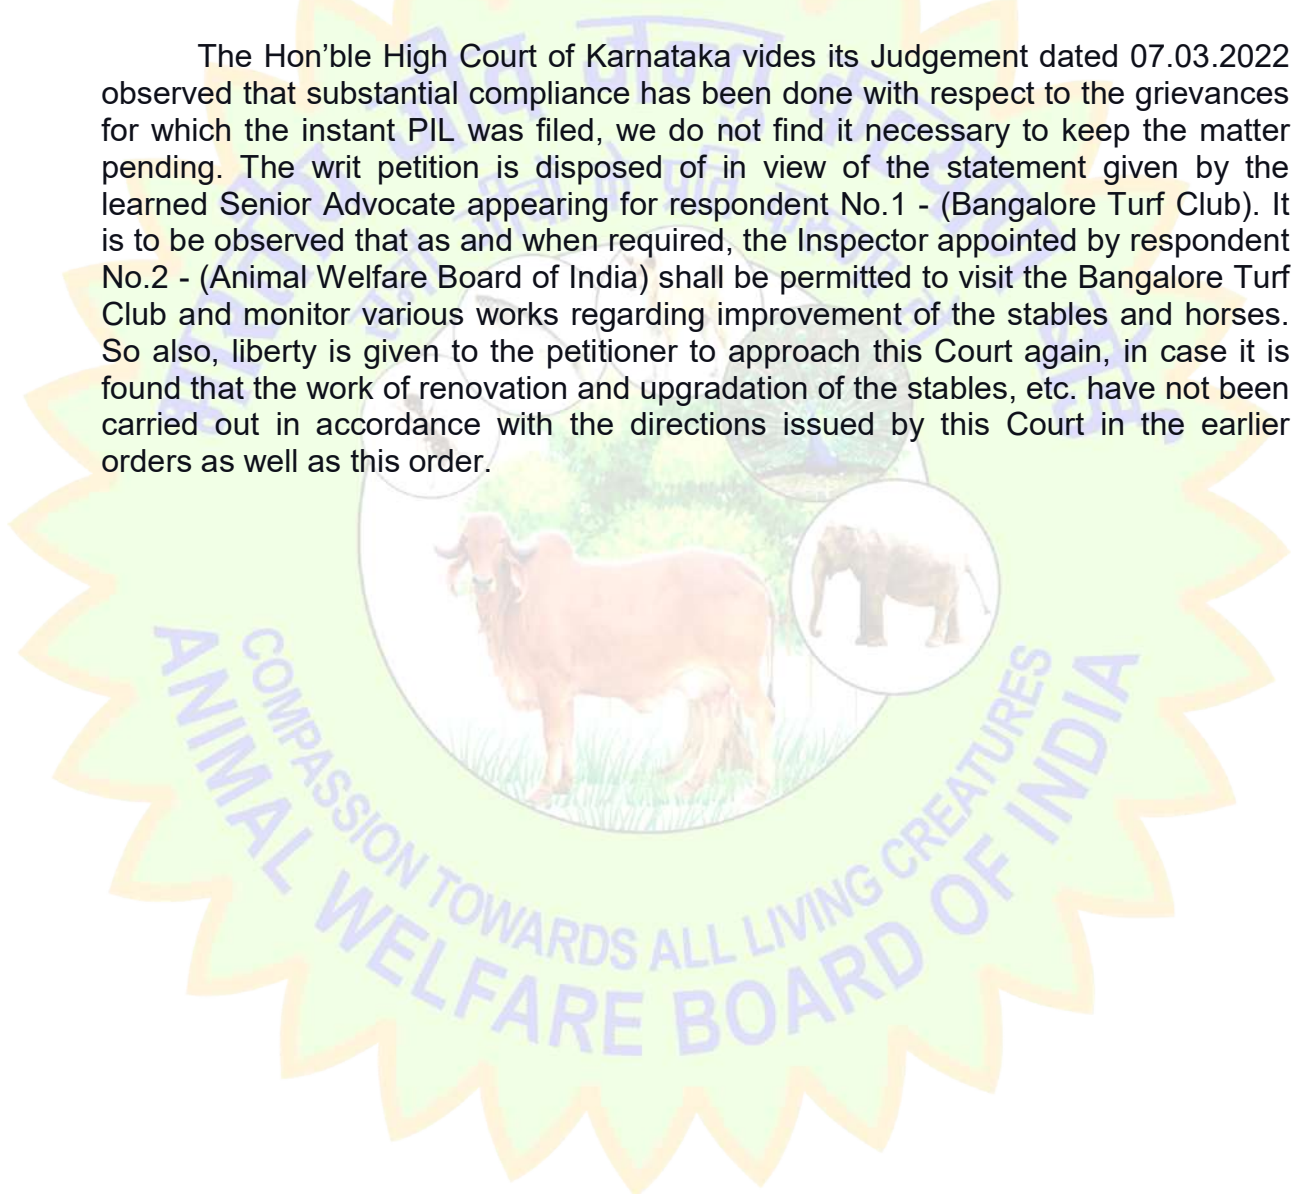 The Hon’ble High Court of Karnataka vides its Judgement dated 07.03.2022
observed that substantial compliance has been done with respect to the grievances
for which the instant PIL was filed, we do not find it necessary to keep the matter
pending. The writ petition is disposed of in view of the statement given by the
learned Senior Advocate appearing for respondent No.1 - (Bangalore Turf Club). It
is to be observed that as and when required, the Inspector appointed by respondent
No.2 - (Animal Welfare Board of India) shall be permitted to visit the Bangalore Turf
Club and monitor various works regarding improvement of the stables and horses.
So also, liberty is given to the petitioner to approach this Court again, in case it is
found that the work of renovation and upgradation of the stables, etc. have not been
carried out in accordance with the directions issued by this Court in the earlier
orders as well as this order.
भारतीय जीव जन्तु कल्याण बोर्ड
सभी जीवों के प्रति करुणा
COMPASSION TOWARDS ALL LIVING CREATURES
ANIMAL WELFARE BOARD OF INDIA